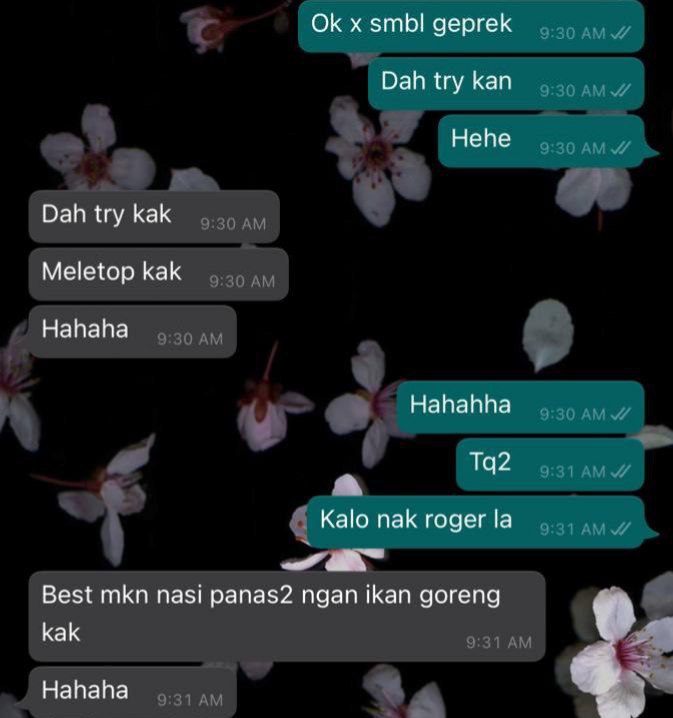 Ok x smbl geprek 9:30 AM
Dah try kan 9:30 AM
Hehe 9:30 AM
Dah try kak 9:30 AM
Meletop kak 9:30 AM
Hahaha 9:30 AM
Hahahha 9:30 AM
Tq2 9:31 AM
Kalo nak roger la 9:31 AM
Best mkn nasi panas2 ngan ikan goreng
kak 9:31 AM
Hahaha 9:31 AM